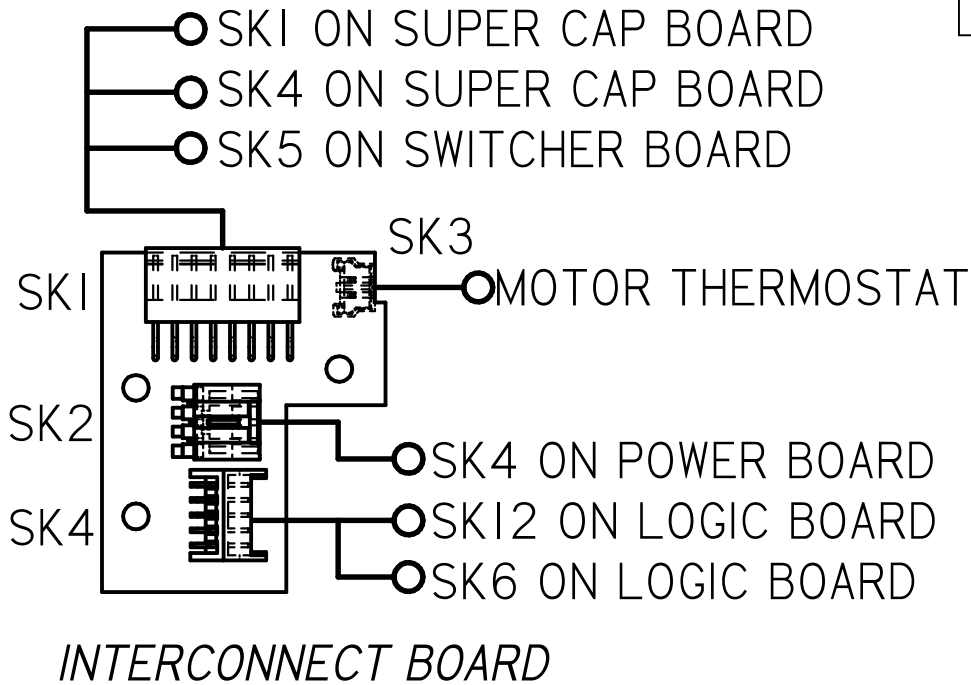 SK1 ON SUPER CAP BOARD
SK4 ON SUPER CAP BOARD
SK5 ON SWITCHER BOARD
SK3
SK1
MOTOR THERMOSTAT
SK2
SK4 ON POWER BOARD
SK4
SK12 ON LOGIC BOARD
SK6 ON LOGIC BOARD
INTERCONNECT BOARD